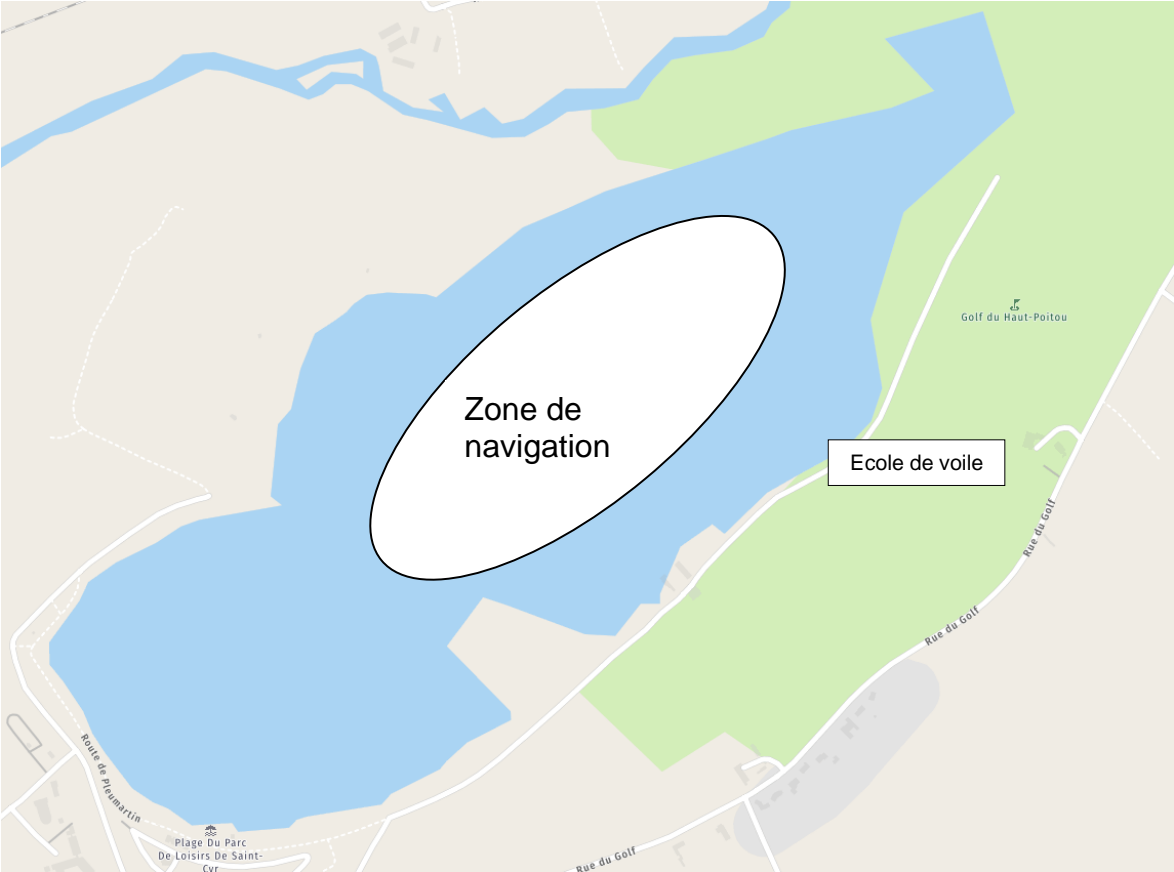 Golf du Haut-Poitou
Zone de
navigation
Ecole de voile
Rue du Golf
Rue du Golf
Route de Pleumartin
Plage Du Parc
De Loisirs De Saint-
Cyr
Rue du Golf